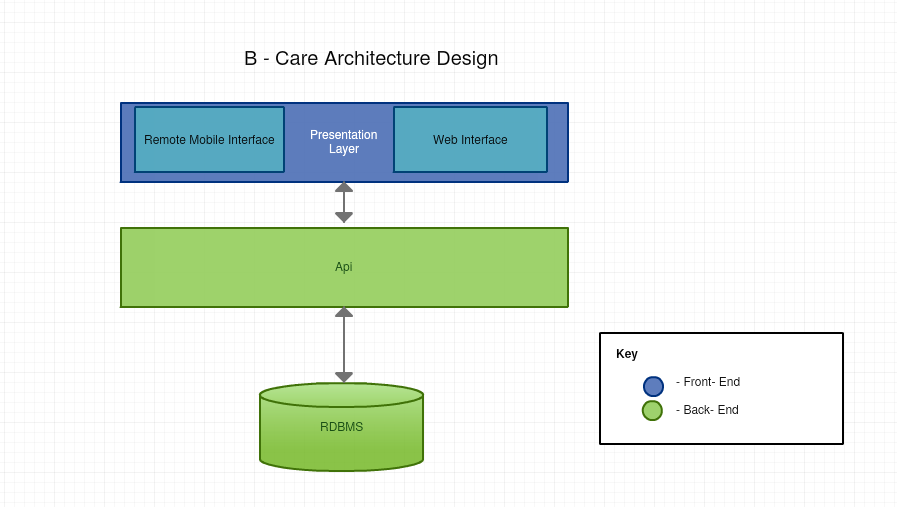 B - Care Architecture Design
Remote Mobile Interface
Presentation
Layer
Web Interface
Api
RDBMS
Key
- Front- End
- Back- End